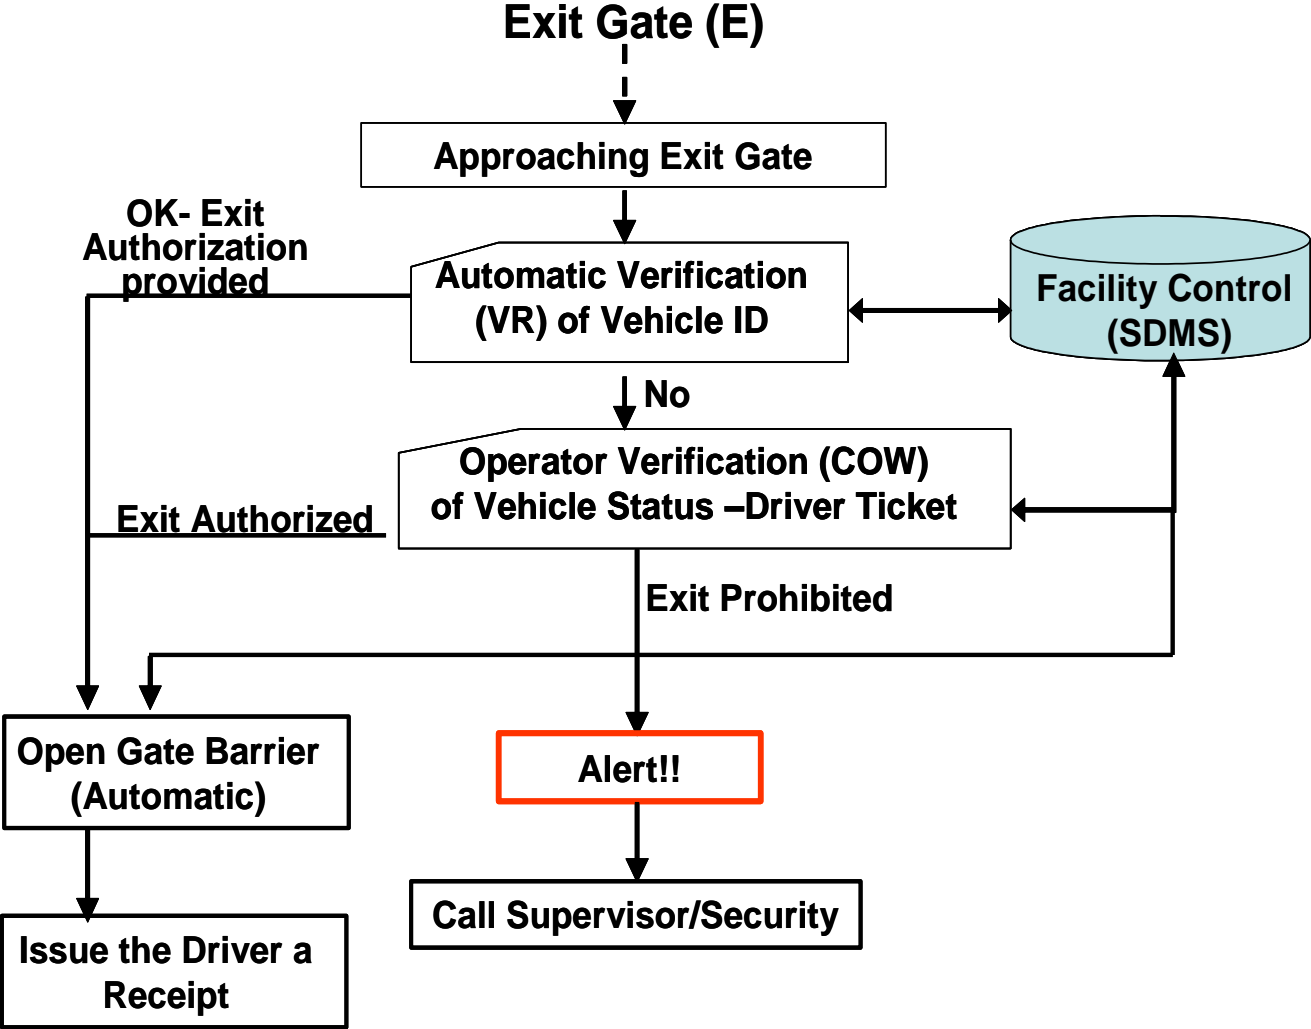 Exit Gate (E)
Approaching Exit Gate
OK- Exit
Authorization
provided
Automatic Verification
(VR) of Vehicle ID
Facility Control
(SDMS)
No
Operator Verification (COW)
of Vehicle Status –Driver Ticket
Exit Authorized
Exit Prohibited
Open Gate Barrier
(Automatic)
Alert!!
Call Supervisor/Security
Issue the Driver a
Receipt